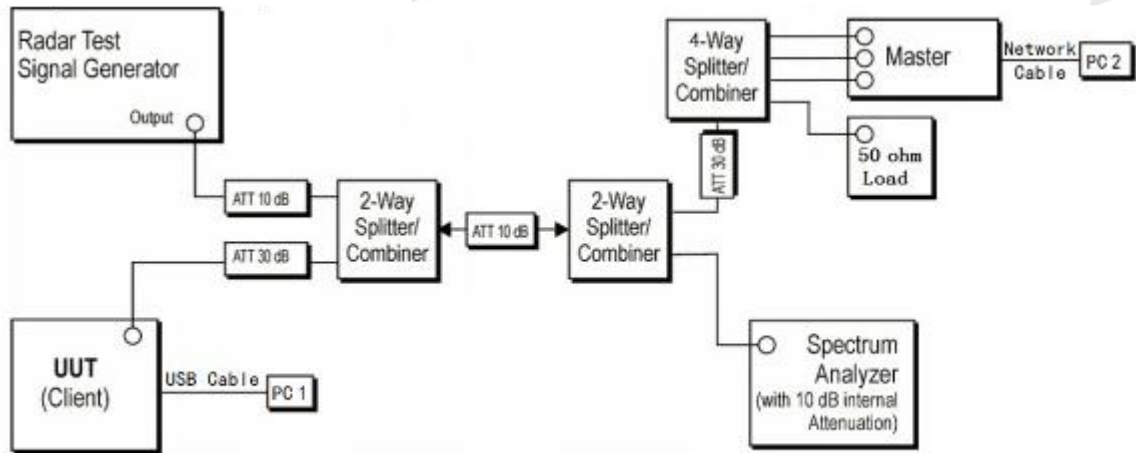 Radar Test
Signal Generator
Output
ATT 10 dB
ATT 30 dB
2-Way
Splitter/
Combiner
ATT 10 dB
2-Way
Splitter/
Combiner
ATT 30 dB
4-Way
Splitter/
Combiner
Master
Network
Cable
PC 2
50 ohm
Load
UUT
(Client)
USB Cable
PC 1
Spectrum
Analyzer
(with 10 dB internal
Attenuation)